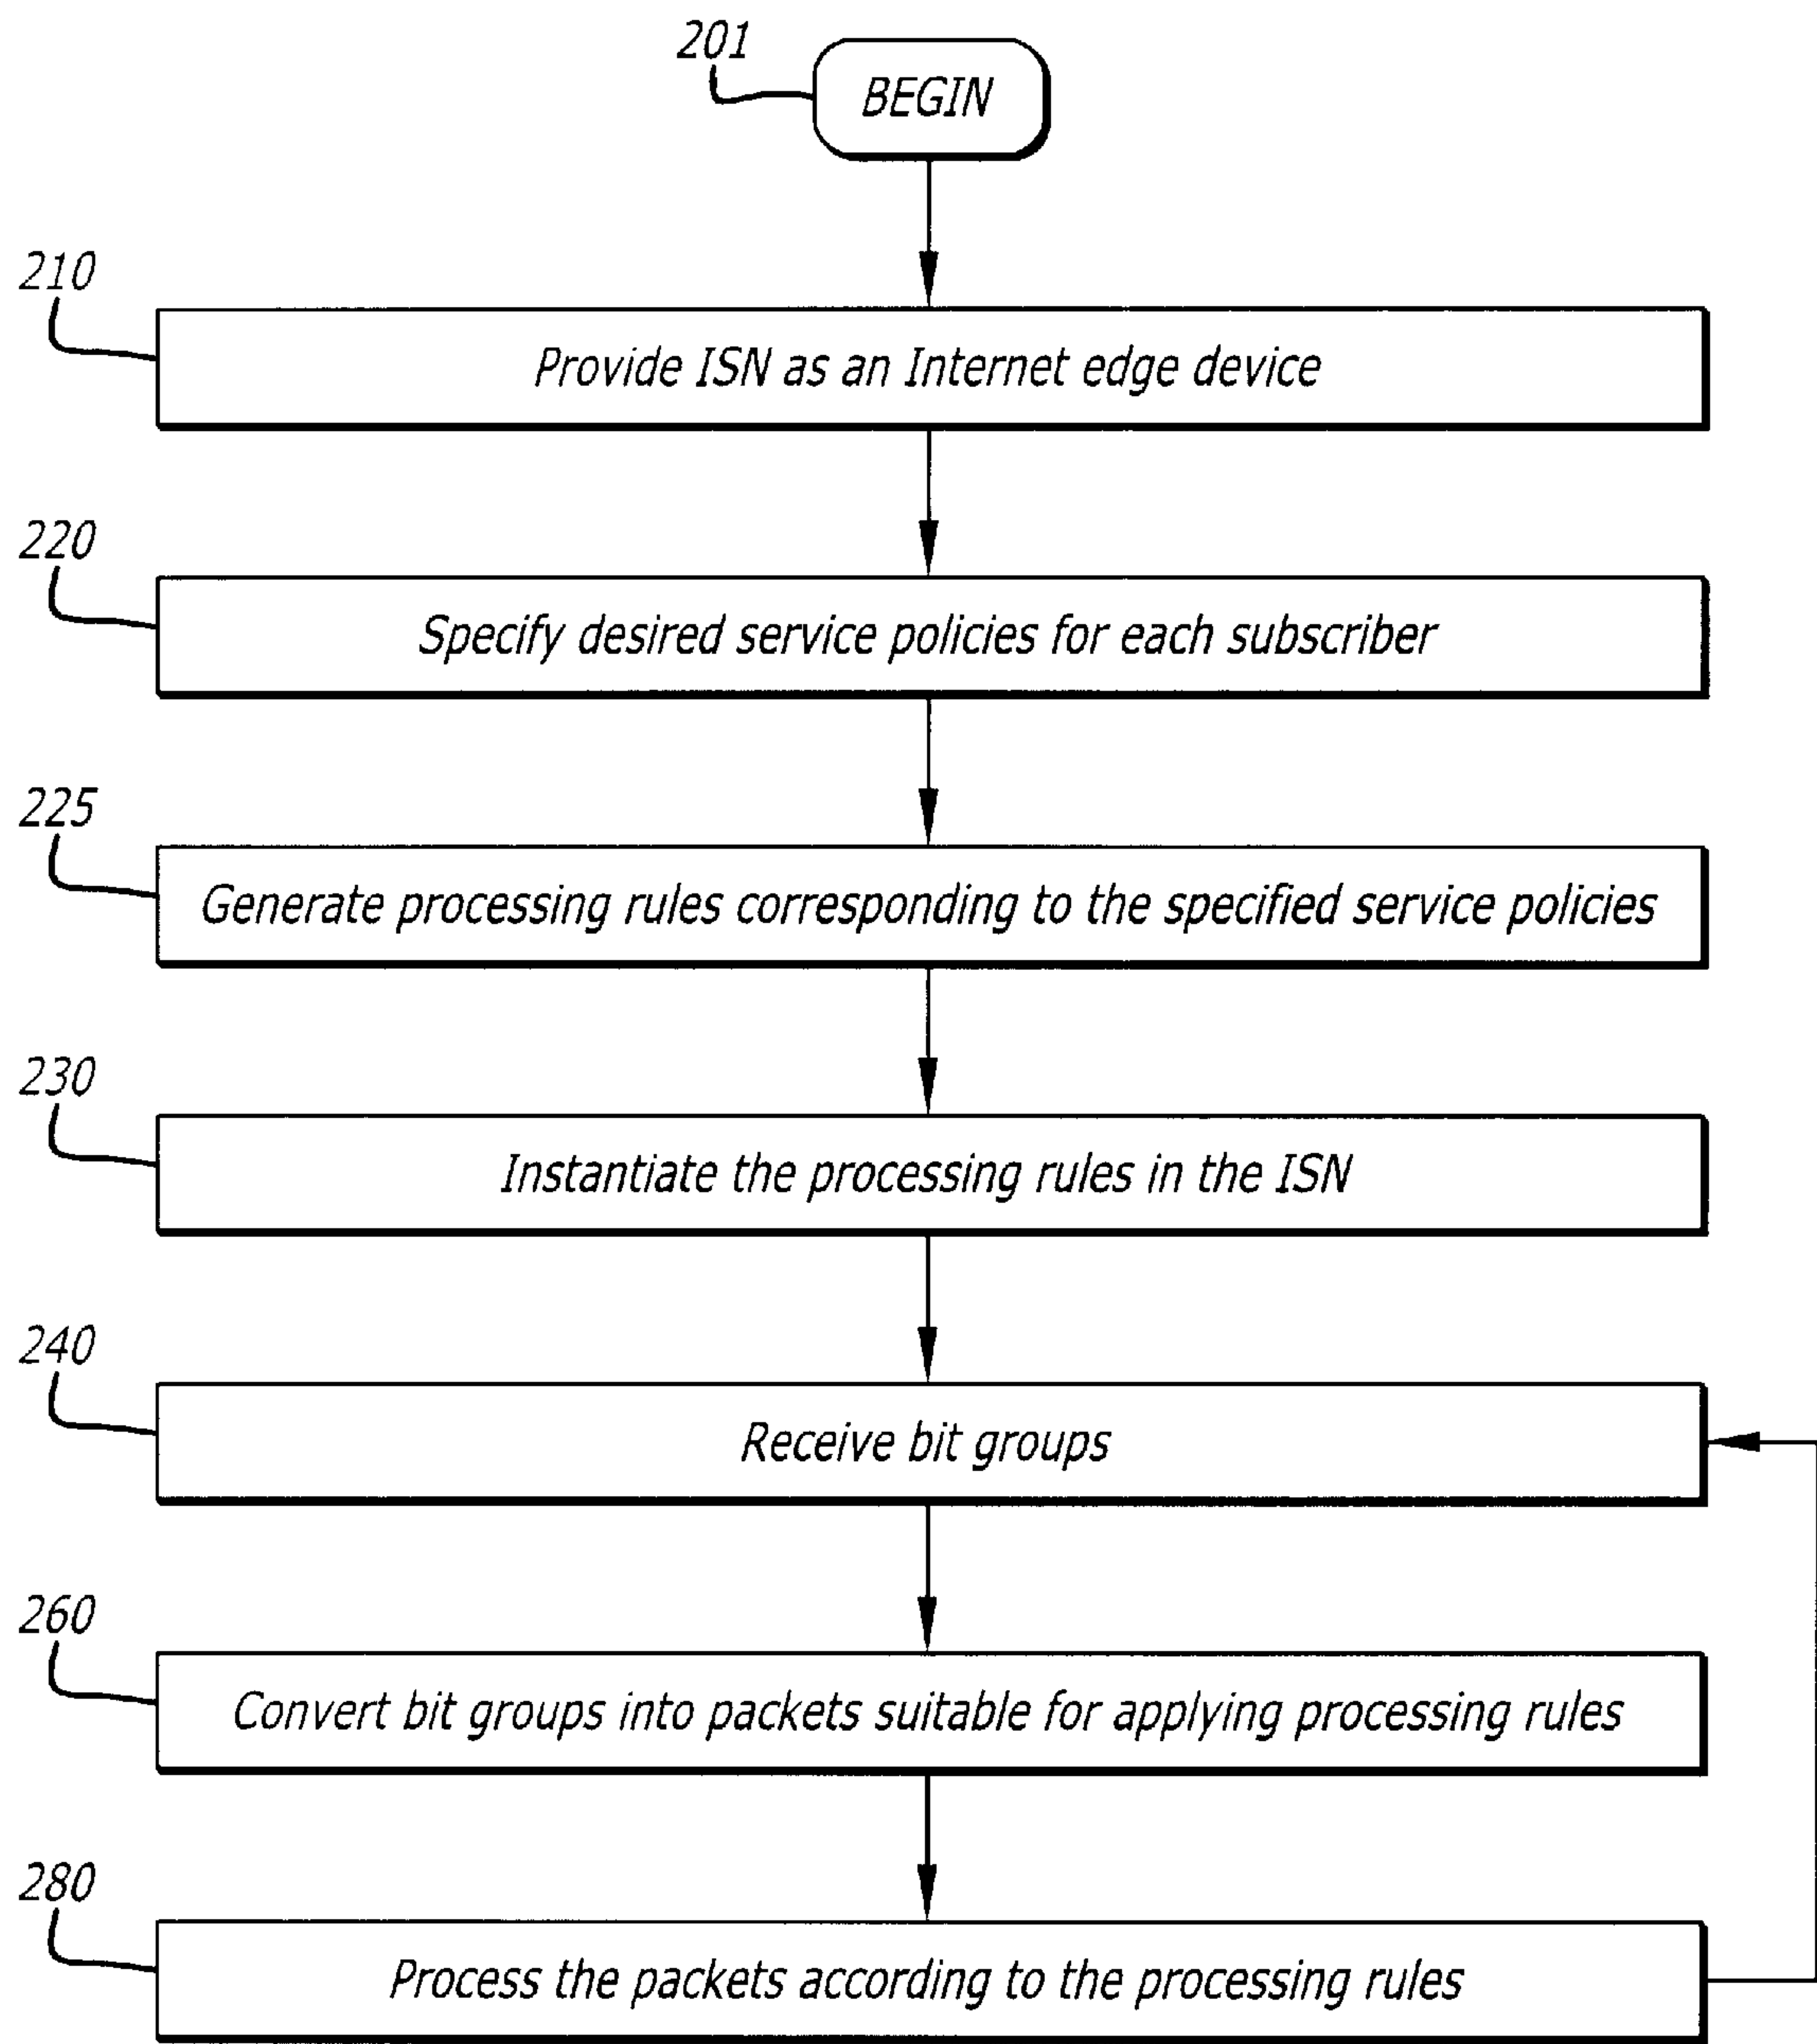 201
BEGIN
210
Provide ISN as an Internet edge device
220
Specify desired service policies for each subscriber
225
Generate processing rules corresponding to the specified service policies
230
Instantiate the processing rules in the ISN
240
Receive bit groups
260
Convert bit groups into packets suitable for applying processing rules
280
Process the packets according to the processing rules